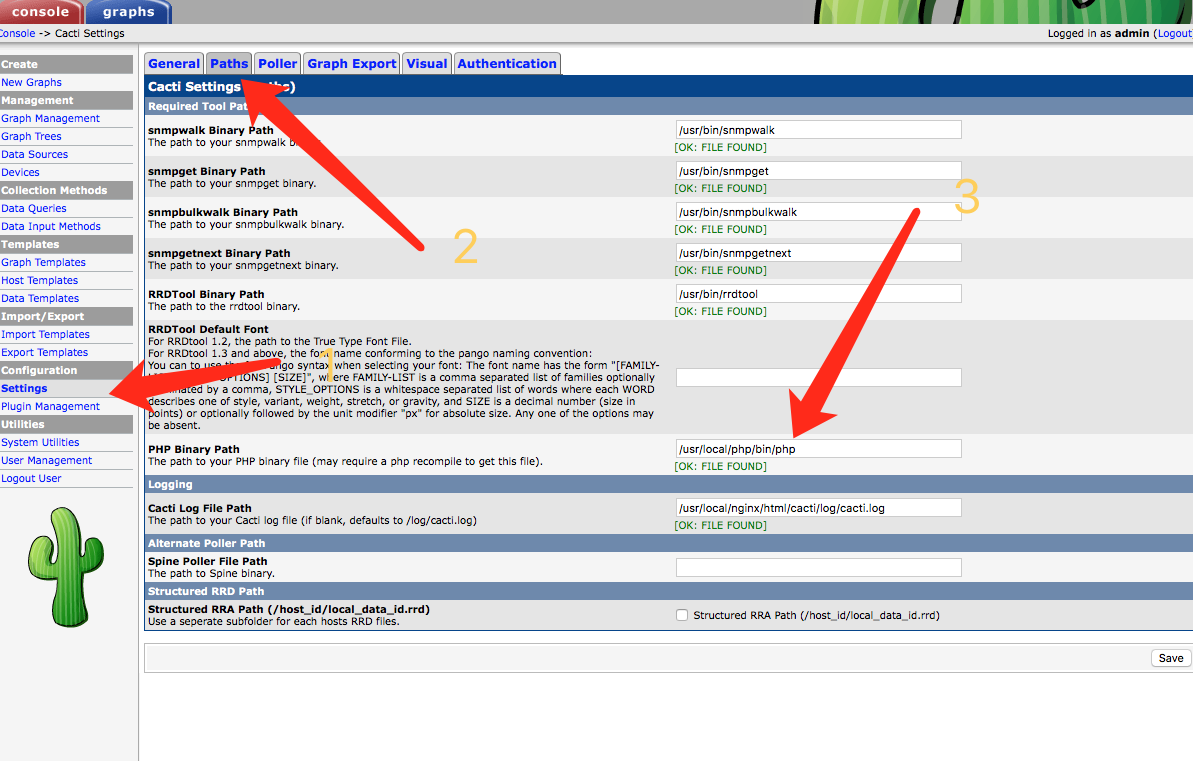 console graphs
Console -> Cacti Settings
Logged in as admin (Logout
Create
New Graphs
Management
Graph Management
Graph Trees
Data Sources
Devices
Collection Methods
Data Queries
Data Input Methods
Templates
Graph Templates
Host Templates
Data Templates
Import/Export
Import Templates
Export Templates
Configuration
Settings
Plugin Management
Utilities
System Utilities
User Management
Logout User
General Paths Poller Graph Export Visual Authentication
Cacti Settings
Required Tool
snmpwalk Binary Path
The path to your snmpwalk
/usr/bin/snmpwalk
[OK: FILE FOUND]
snmpget Binary Path
The path to your snmpget binary.
/usr/bin/snmpget
[OK: FILE FOUND]
snmpbulkwalk Binary Path
The path to your snmpbulkwalk binary.
/usr/bin/snmpbulkwalk
[OK: FILE FOUND]
snmpgetnext Binary Path
The path to your snmpgetnext binary.
/usr/bin/snmpgetnext
[OK: FILE FOUND]
RRDTool Binary Path
The path to the rrdtool binary.
/usr/bin/rrdtool
[OK: FILE FOUND]
RRDTool Default Font
For RRDtool 1.2, the path to the True Type Font File.
For RRDtool 1.3 and above, the font name conforming to the pango naming convention:
You can to use the syntax when selecting your font: The font name has the form "[FAMILY-
[SIZE]", where FAMILY-LIST is a comma separated list of families optionally
by a comma, STYLE_OPTIONS is a whitespace separated list of words where each WORD
describes one of style, variant, weight, stretch, or gravity, and SIZE is a decimal number (size in
points) or optionally followed by the unit modifier "px" for absolute size. Any one of the options may
be absent.
PHP Binary Path
The path to your PHP binary file (may require a php recompile to get this file).
/usr/local/php/bin/php
[OK: FILE FOUND]
Logging
Cacti Log File Path
The path to your Cacti log file (if blank, defaults to /log/cacti.log)
/usr/local/nginx/html/cacti/log/cacti.log
[OK: FILE FOUND]
Alternate Poller Path
Spine Poller File Path
The path to Spine binary.
Structured RRD Path
Structured RRA Path (/host_id/local_data_id.rrd)
Use a seperate subfolder for each hosts RRD files.
Structured RRA Path (/host_id/local_data_id.rrd)
Save
1
2
3